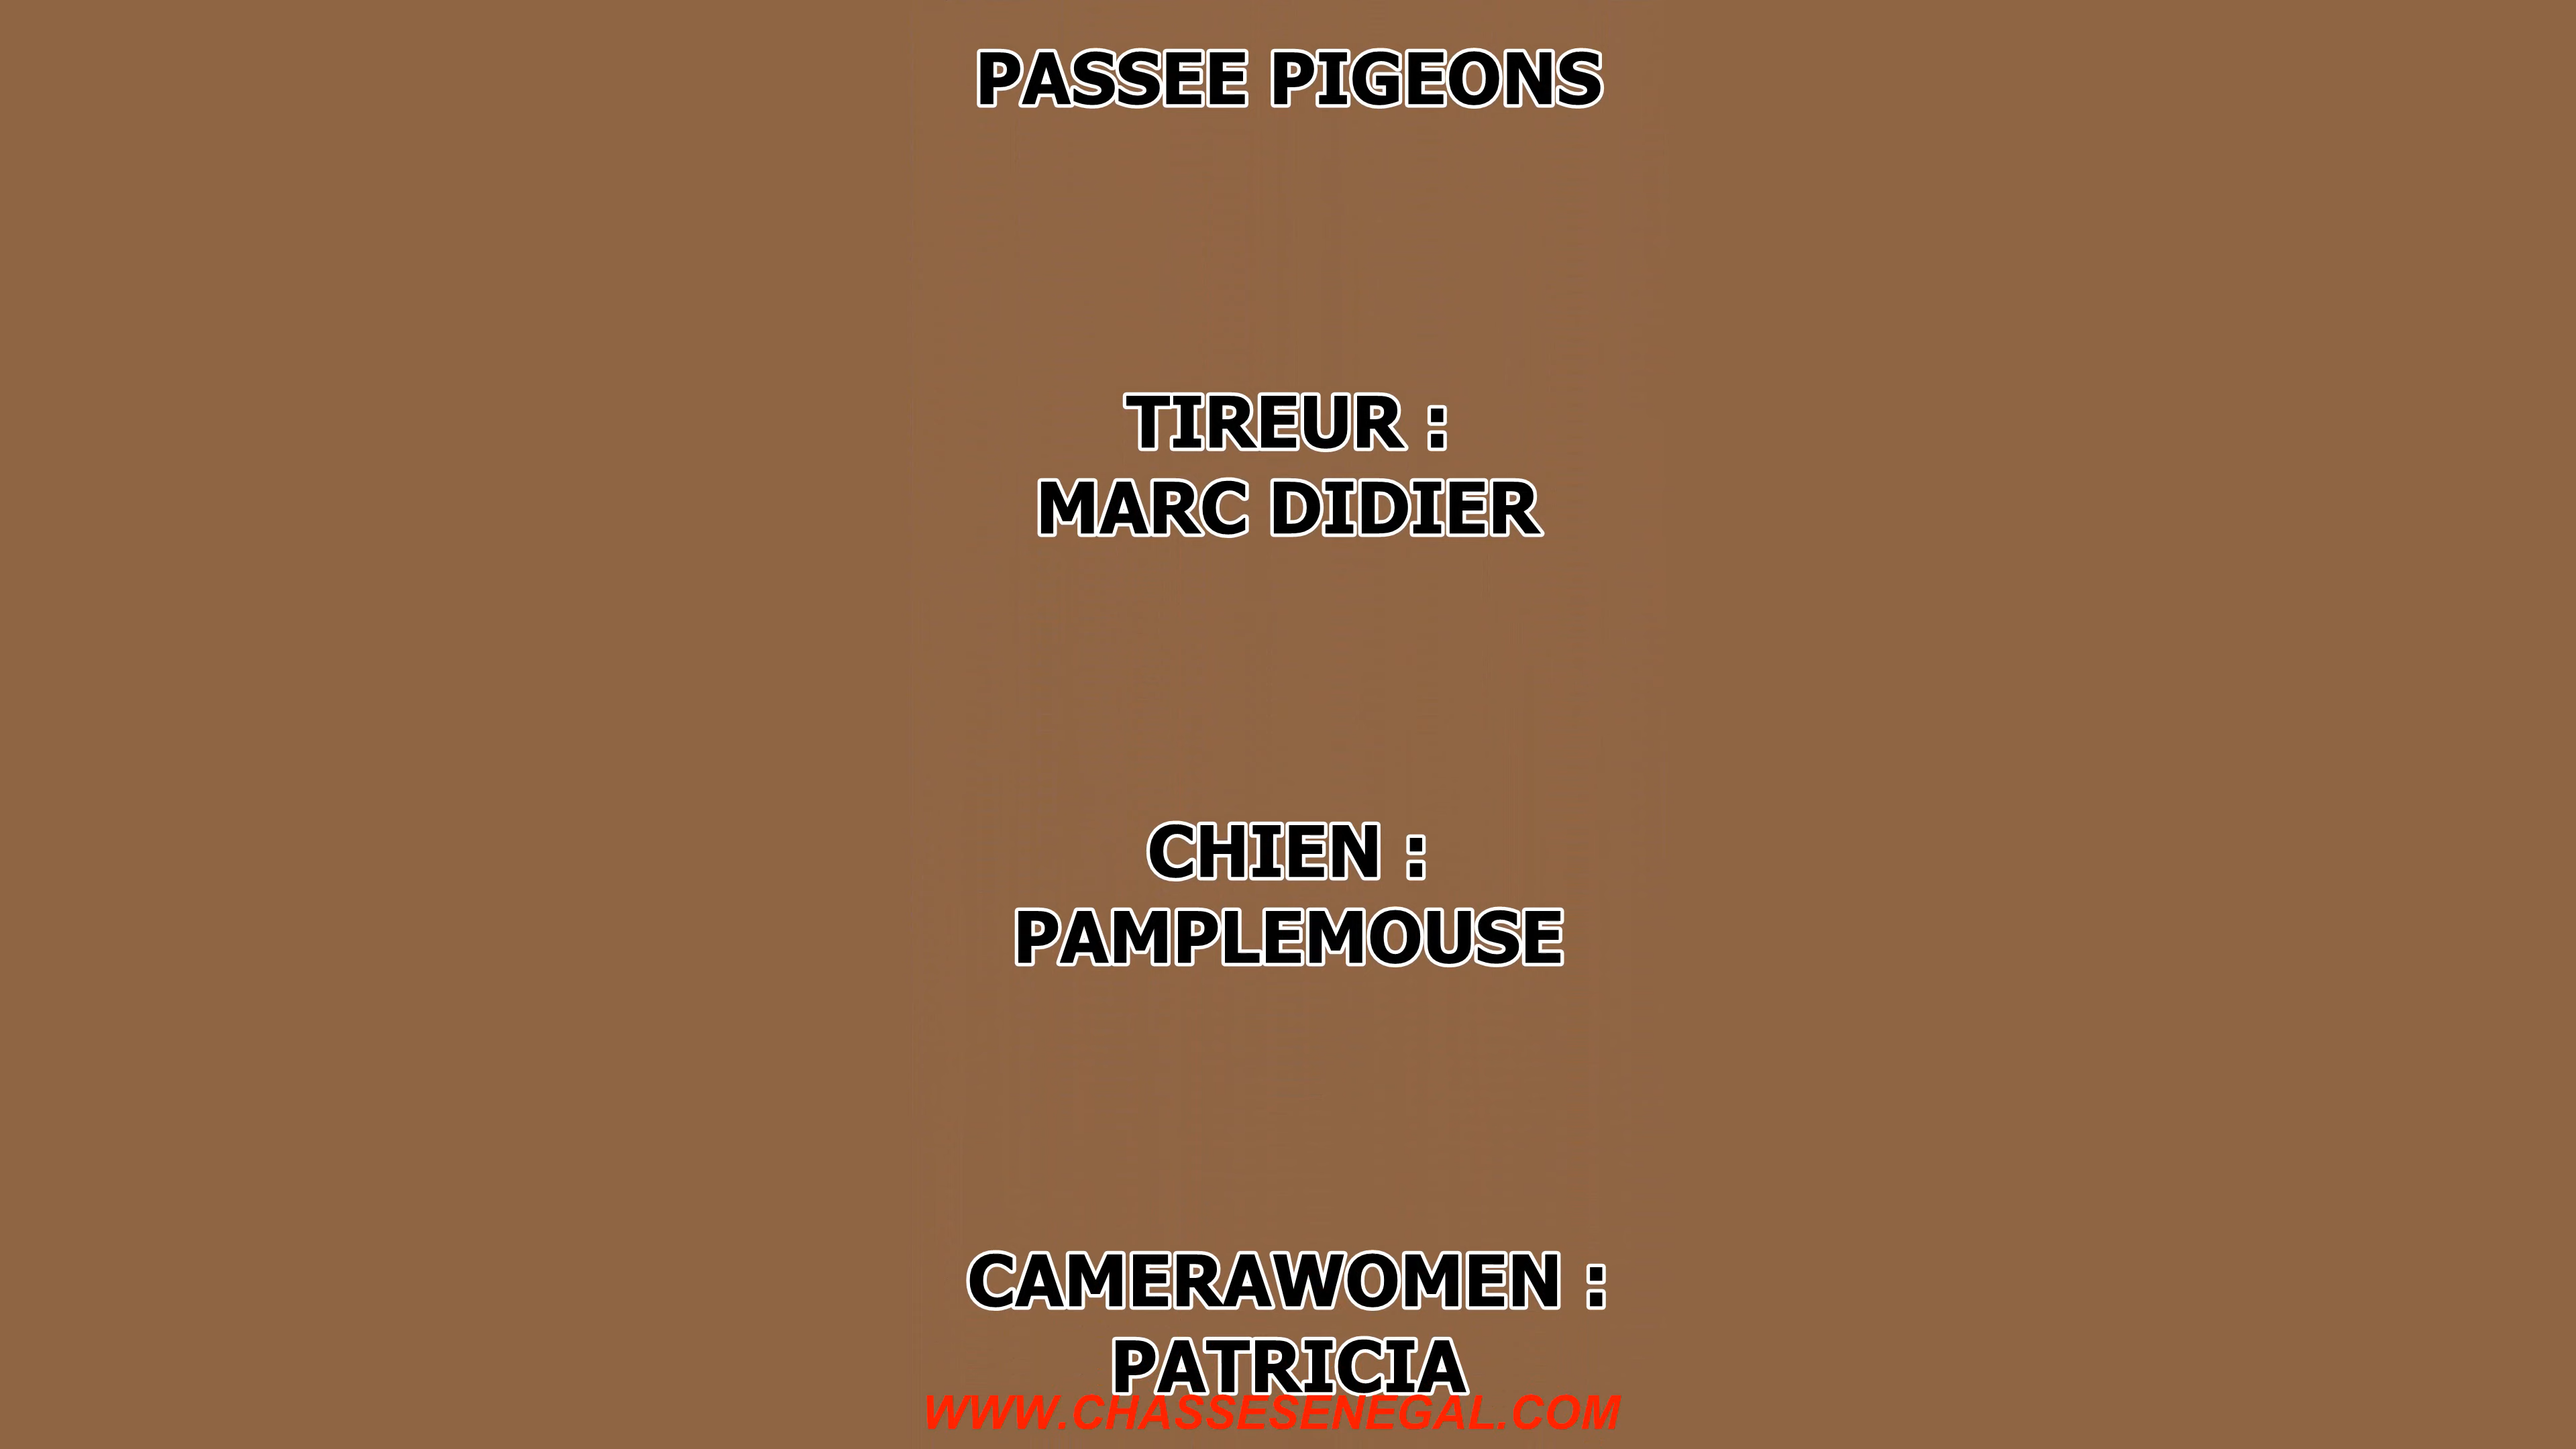 PASSEE PIGEONS
TIREUR :
MARC DIDIER
CHIEN :
PAMPLEMOUSE
CAMERAWOMEN :
PATRICIA
WWW.CHASSESENEGAL.COM